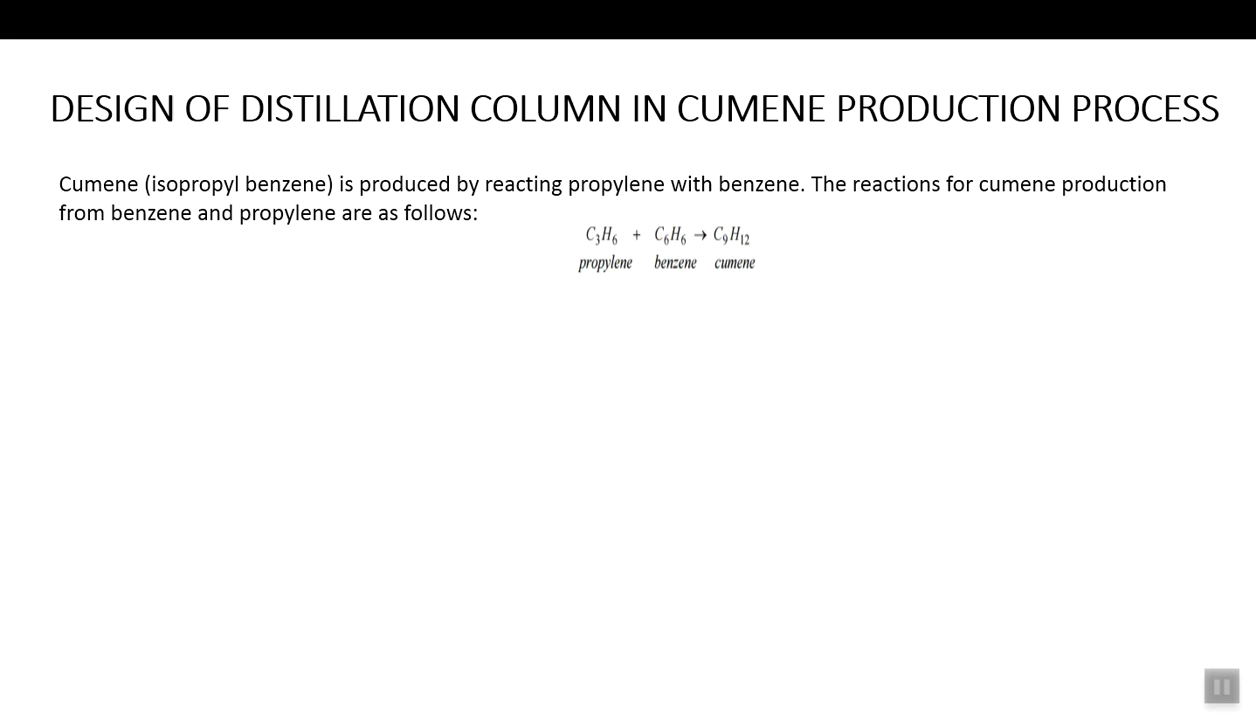 DESIGN OF DISTILLATION COLUMN IN CUMENE PRODUCTION PROCESS
Cumene (isopropyl benzene) is produced by reacting propylene with benzene. The reactions for cumene production
from benzene and propylene are as follows:
C₃H₆ + C₆H₆ → C₉H₁₂
propylene benzene cumene